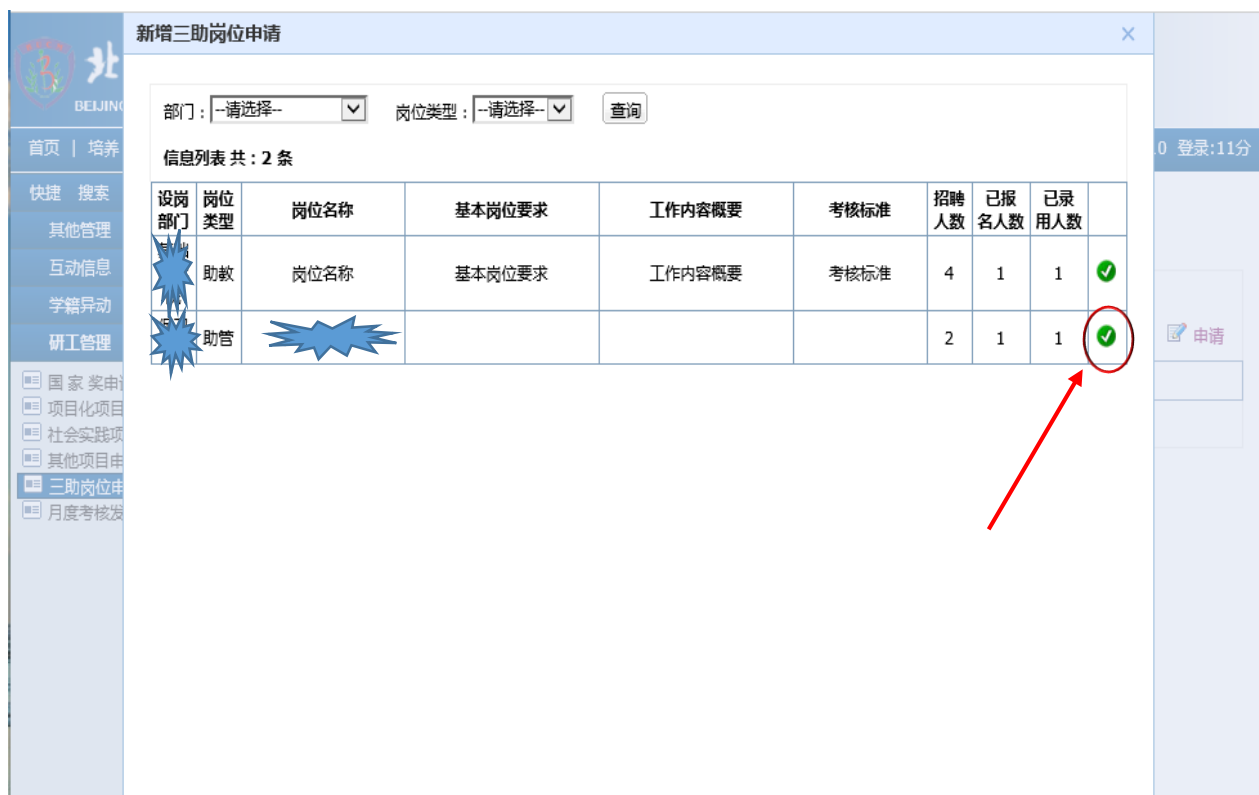 新增三助岗位申请
北
BEIJING
部门：--请选择-- 岗位类型：--请选择-- 查询
首页 | 培养
0 登录:11分
信息列表 共：2 条
快捷 搜索
其他管理
互动信息
学籍异动
研工管理
设岗部门 岗位类型 岗位名称 基本岗位要求 工作内容概要 考核标准 招聘人数 已报名人数 已录用人数
助教 岗位名称 基本岗位要求 工作内容概要 考核标准 4 1 1
助管 2 1 1
申请
国 家 奖申
项目化项目
社会实践项
其他项目申
三助岗位申
月度考核发